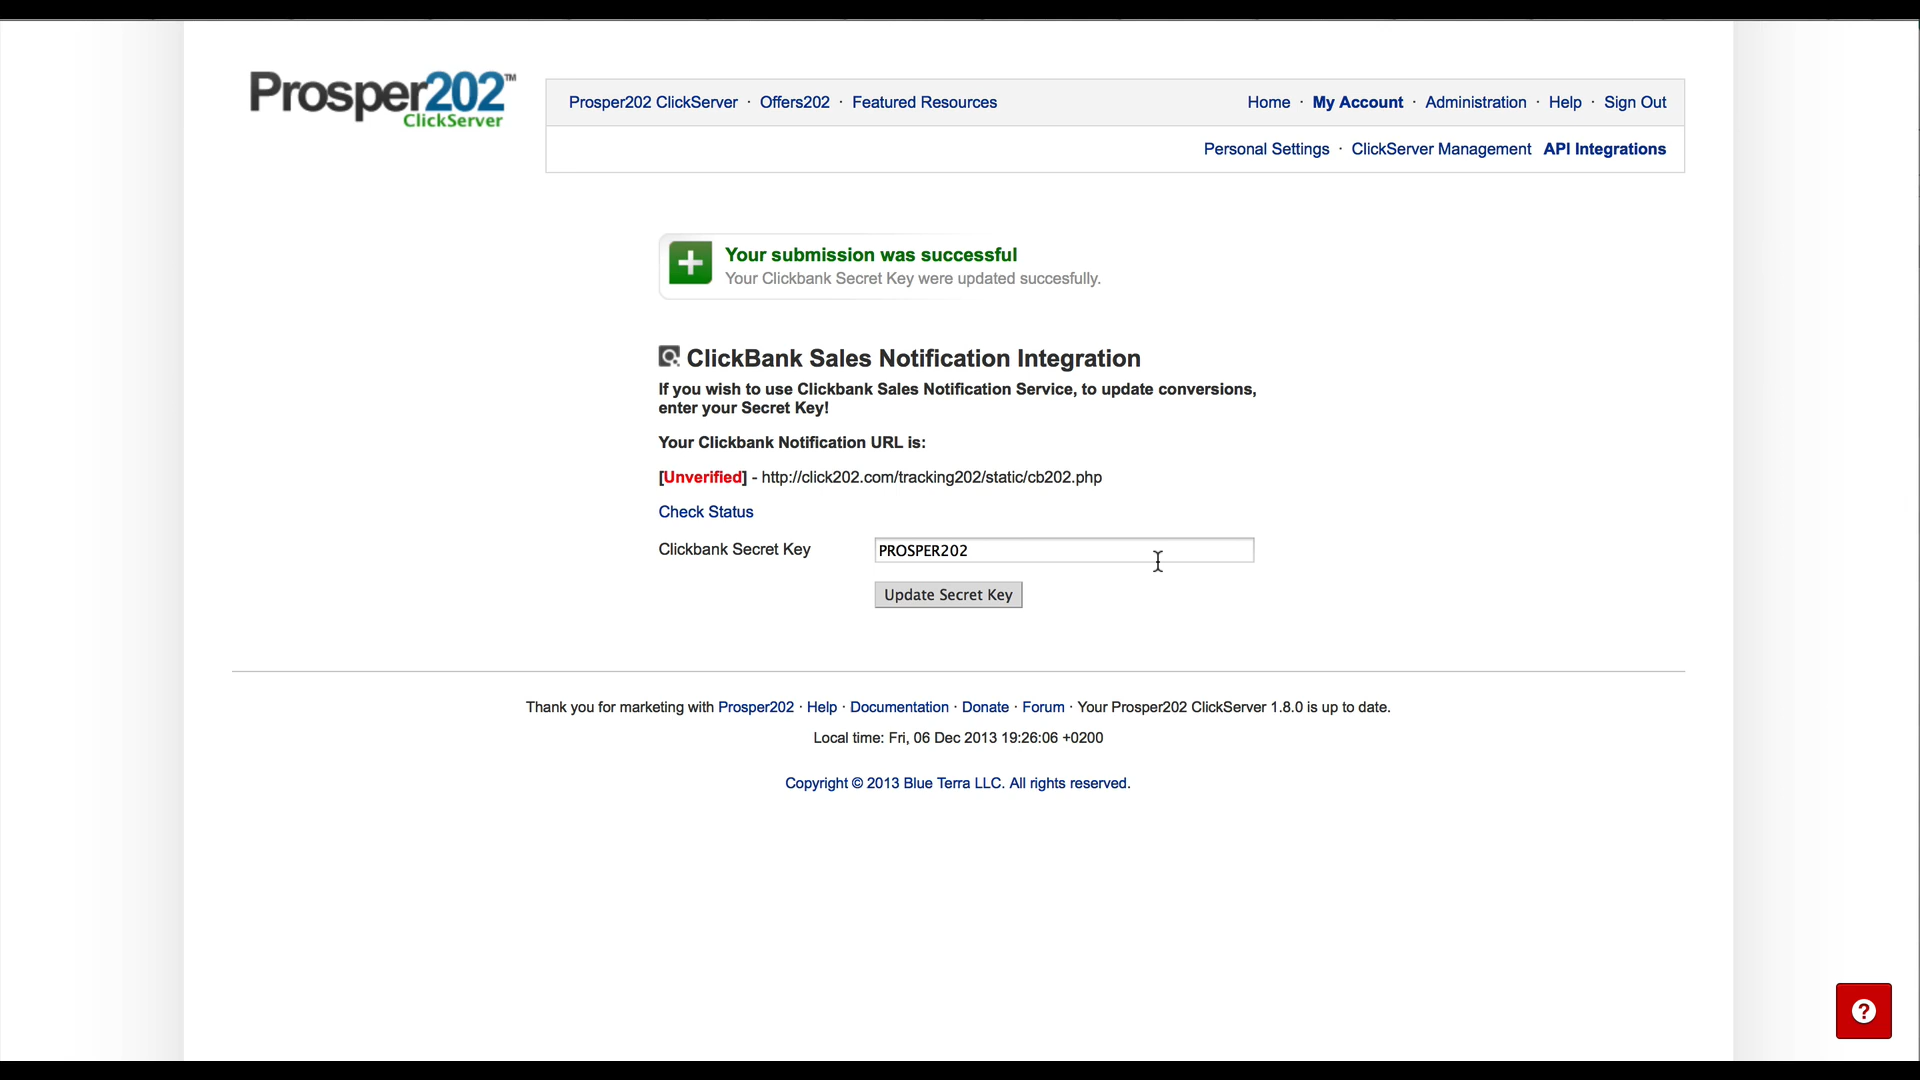 Prosper202™
ClickServer
Prosper202 ClickServer · Offers202 · Featured Resources
Home · My Account · Administration · Help · Sign Out
Personal Settings · ClickServer Management API Integrations
Your submission was successful
Your Clickbank Secret Key were updated succesfully.
ClickBank Sales Notification Integration
If you wish to use Clickbank Sales Notification Service, to update conversions,
enter your Secret Key!
Your Clickbank Notification URL is:
[Unverified] - http://click202.com/tracking202/static/cb202.php
Check Status
Clickbank Secret Key
PROSPER202
Update Secret Key
Thank you for marketing with Prosper202 · Help · Documentation · Donate · Forum · Your Prosper202 ClickServer 1.8.0 is up to date.
Local time: Fri, 06 Dec 2013 19:26:06 +0200
Copyright © 2013 Blue Terra LLC. All rights reserved.
?